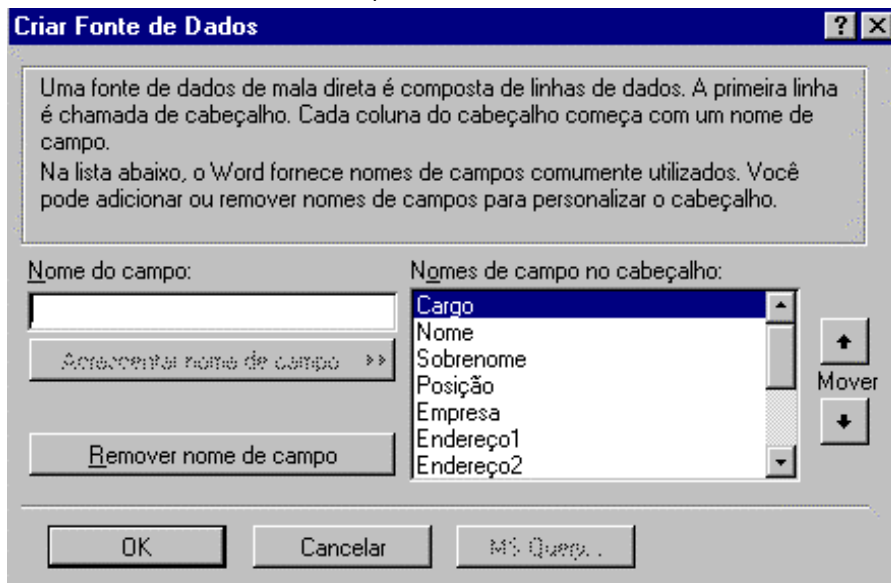 Criar Fonte de Dados
Uma fonte de dados de mala direta é composta de linhas de dados. A primeira linha
é chamada de cabeçalho. Cada coluna do cabeçalho começa com um nome de
campo.
Na lista abaixo, o Word fornece nomes de campos comumente utilizados. Você
pode adicionar ou remover nomes de campos para personalizar o cabeçalho.
Nome do campo:
Acrescentar nome de campo >>
Remover nome de campo
Nomes de campo no cabeçalho:
Cargo
Nome
Sobrenome
Posição
Empresa
Endereço1
Endereço2
Mover
OK
Cancelar
MS Query...